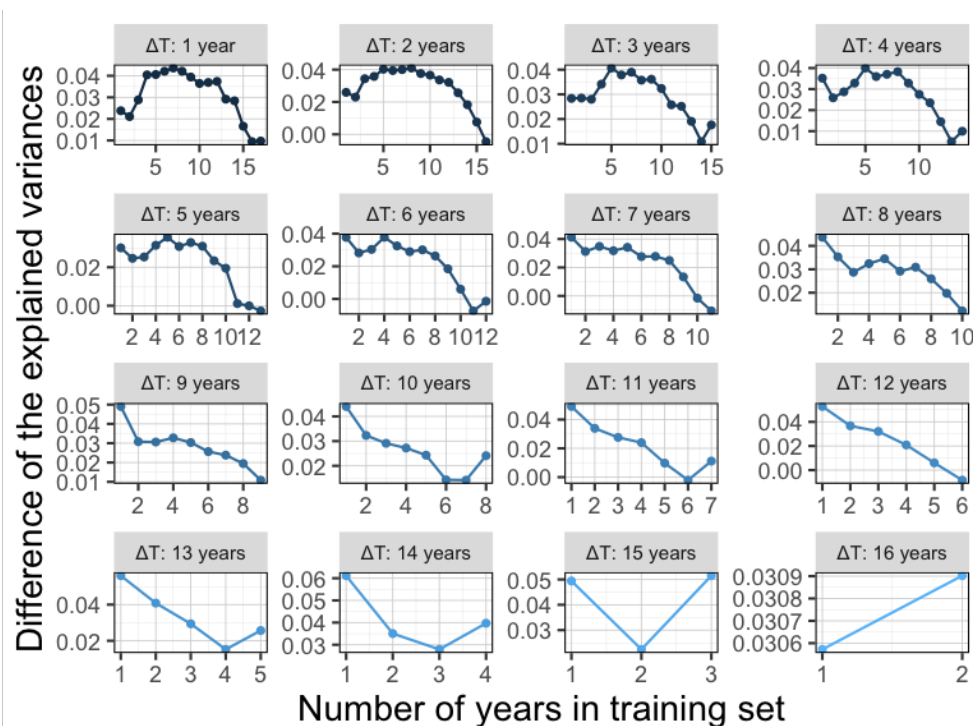 Difference of the explained variances
ΔT: 1 year
0.04
0.03
0.02
0.01
5 10 15
ΔT: 2 years
0.04
0.02
0.00
5 10 15
ΔT: 3 years
0.04
0.03
0.02
0.01
5 10 15
ΔT: 4 years
0.04
0.03
0.02
0.01
5 10
ΔT: 5 years
0.02
0.00
2 4 6 8 10 12
ΔT: 6 years
0.04
0.02
0.00
2 4 6 8 10 12
ΔT: 7 years
0.04
0.02
0.00
2 4 6 8 10
ΔT: 8 years
0.04
0.03
0.02
2 4 6 8 10
ΔT: 9 years
0.05
0.04
0.03
0.02
0.01
2 4 6 8
ΔT: 10 years
0.04
0.03
0.02
2 4 6 8
ΔT: 11 years
0.04
0.02
0.00
1 2 3 4 5 6 7
ΔT: 12 years
0.04
0.02
0.00
1 2 3 4 5 6
ΔT: 13 years
0.04
0.02
1 2 3 4 5
ΔT: 14 years
0.06
0.05
0.04
0.03
1 2 3 4
ΔT: 15 years
0.05
0.04
0.03
1 2 3
ΔT: 16 years
0.0309
0.0308
0.0307
0.0306
1 2
Number of years in training set